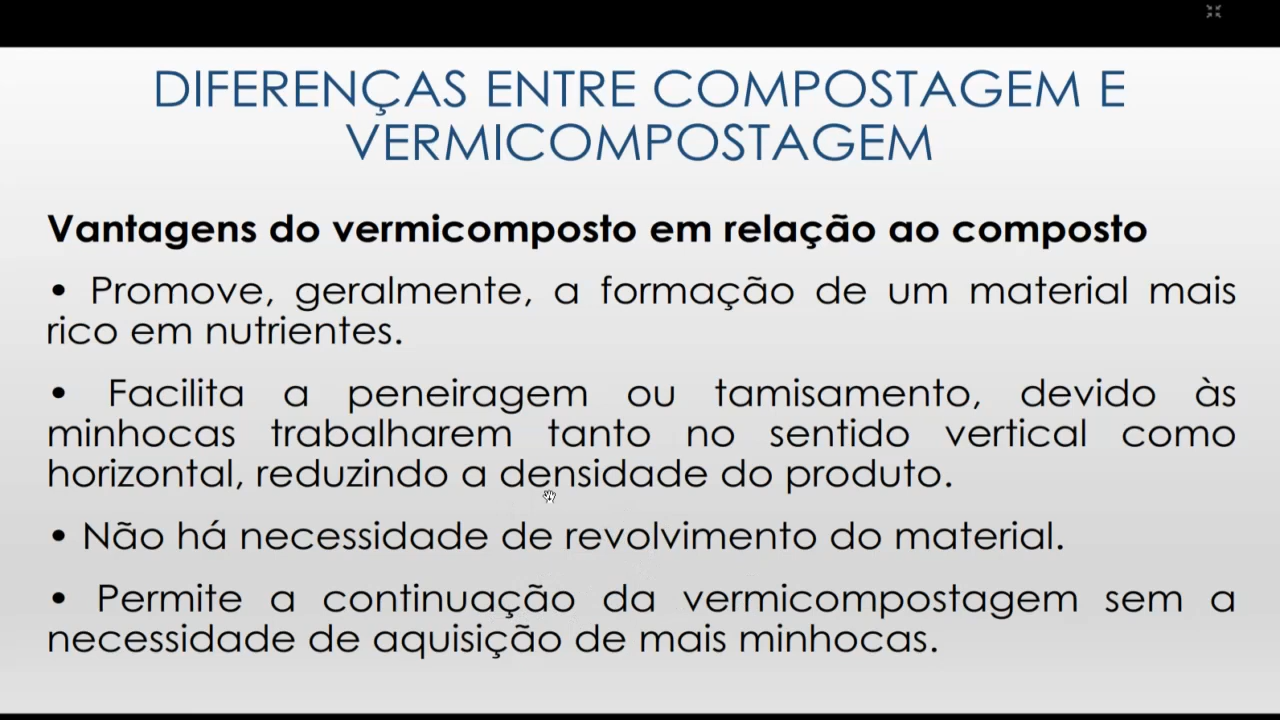 DIFERENÇAS ENTRE COMPOSTAGEM E
VERMICOMPOSTAGEM
Vantagens do vermicomposto em relação ao composto
• Promove, geralmente, a formação de um material mais
rico em nutrientes.
• Facilita a peneiragem ou tamisamento, devido às
minhocas trabalharem tanto no sentido vertical como
horizontal, reduzindo a densidade do produto.
• Não há necessidade de revolvimento do material.
• Permite a continuação da vermicompostagem sem a
necessidade de aquisição de mais minhocas.